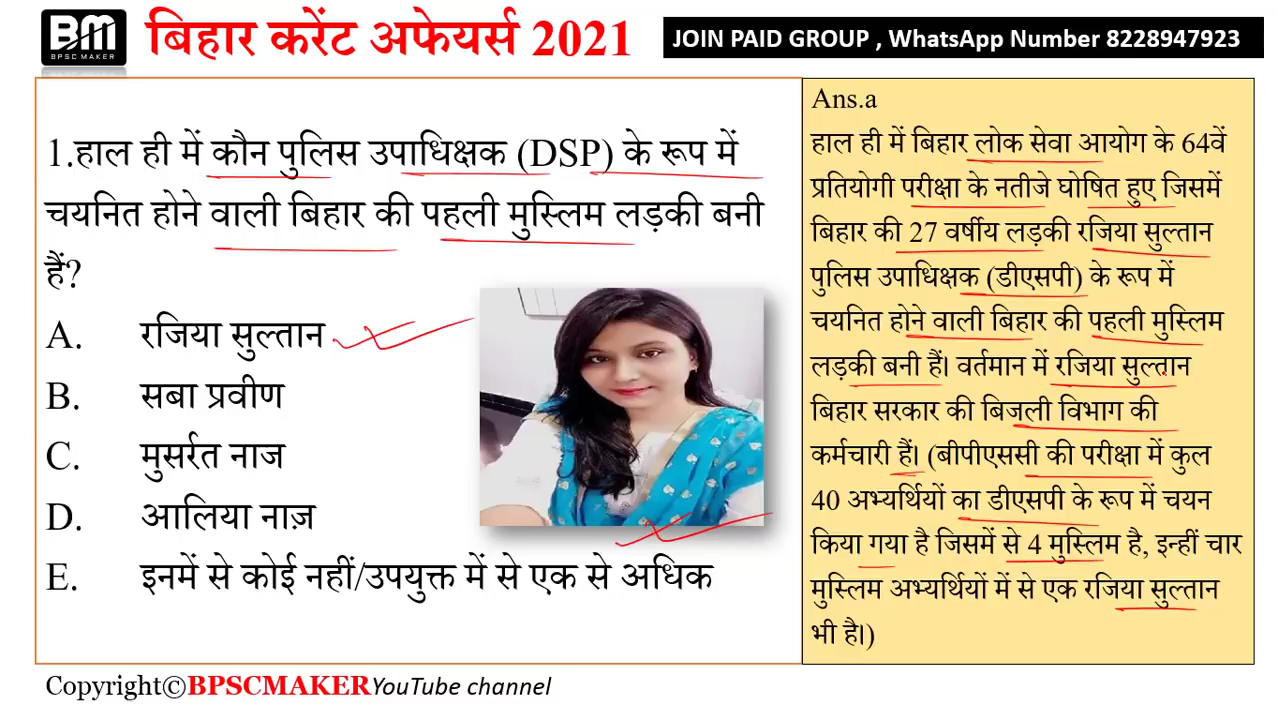 BM
BPSC MAKER
बिहार करेंट अफेयर्स 2021
JOIN PAID GROUP , WhatsApp Number 8228947923
1.हाल ही में कौन पुलिस उपाधिक्षक (DSP) के रूप में
चयनित होने वाली बिहार की पहली मुस्लिम लड़की बनी
हैं?
A. रजिया सुल्तान
B. सबा प्रवीण
C. मुसर्रत नाज
D. आलिया नाज़
E. इनमें से कोई नहीं/उपयुक्त में से एक से अधिक
Ans.a
हाल ही में बिहार लोक सेवा आयोग के 64वें
प्रतियोगी परीक्षा के नतीजे घोषित हुए जिसमें
बिहार की 27 वर्षीय लड़की रजिया सुल्तान
पुलिस उपाधिक्षक (डीएसपी) के रूप में
चयनित होने वाली बिहार की पहली मुस्लिम
लड़की बनी हैं। वर्तमान में रजिया सुल्तान
बिहार सरकार की बिजली विभाग की
कर्मचारी हैं। (बीपीएससी की परीक्षा में कुल
40 अभ्यर्थियों का डीएसपी के रूप में चयन
किया गया है जिसमें से 4 मुस्लिम है, इन्हीं चार
मुस्लिम अभ्यर्थियों में से एक रजिया सुल्तान
भी है।)
Copyright©BPSCMAKERYouTube channel